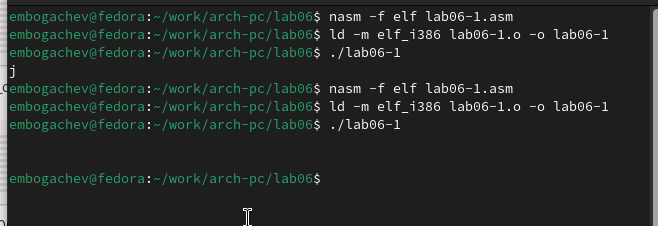 embogachev@fedora:~/work/arch-pc/lab06$ nasm -f elf lab06-1.asm
embogachev@fedora:~/work/arch-pc/lab06$ ld -m elf_i386 lab06-1.o -o lab06-1
embogachev@fedora:~/work/arch-pc/lab06$ ./lab06-1
j
embogachev@fedora:~/work/arch-pc/lab06$ nasm -f elf lab06-1.asm
embogachev@fedora:~/work/arch-pc/lab06$ ld -m elf_i386 lab06-1.o -o lab06-1
embogachev@fedora:~/work/arch-pc/lab06$ ./lab06-1
embogachev@fedora:~/work/arch-pc/lab06$